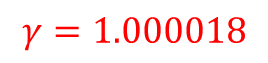 γ = 1.000018